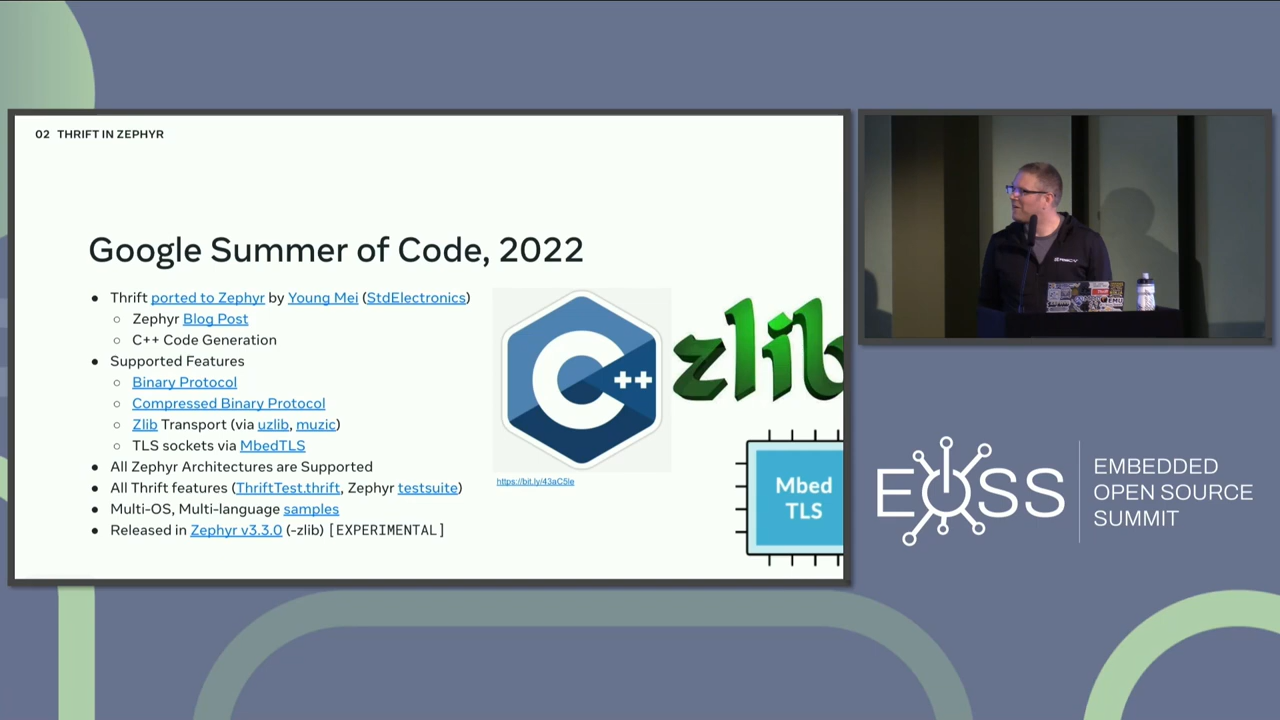 02 THRIFT IN ZEPHYR
Google Summer of Code, 2022
● Thrift ported to Zephyr by Young Mei (StdElectronics)
○ Zephyr Blog Post
○ C++ Code Generation
● Supported Features
○ Binary Protocol
○ Compressed Binary Protocol
○ Zlib Transport (via uzlib, muzic)
○ TLS sockets via MbedTLS
● All Zephyr Architectures are Supported
● All Thrift features (ThriftTest.thrift, Zephyr testsuite)
● Multi-OS, Multi-language samples
● Released in Zephyr v3.3.0 (-zlib) [EXPERIMENTAL]
C++
https://bit.ly/43aC5Ie
zlib
Mbed
TLS
EOSS
EMBEDDED
OPEN SOURCE
SUMMIT